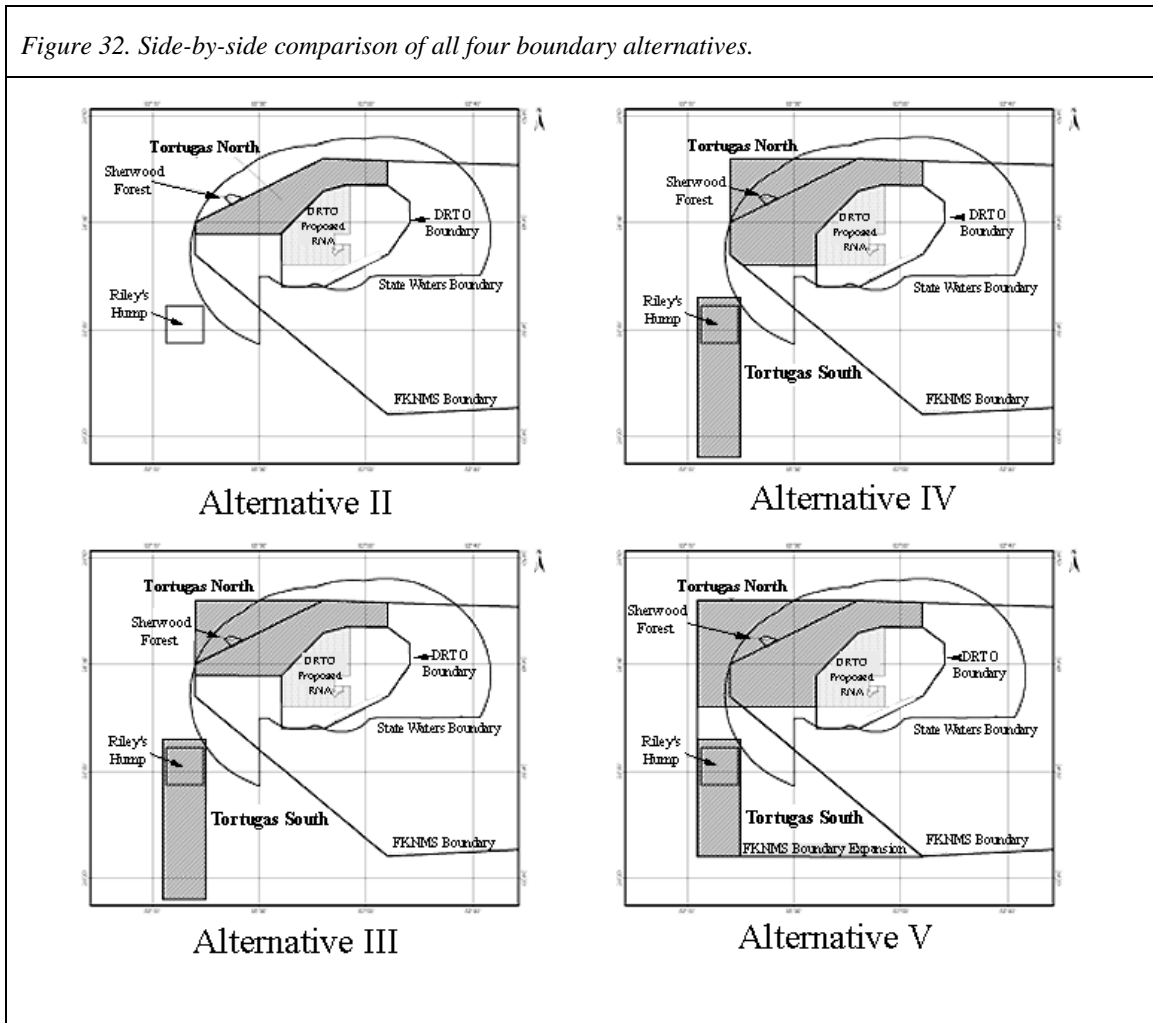 Figure 32. Side-by-side comparison of all four boundary alternatives.
Tortugas North
Sherwood
Forest
DRTO
Proposed
RNA
DRTO
Boundary
State Waters Boundary
Riley's
Hump
FKNMS Boundary
Alternative II
Tortugas North
Sherwood
Forest
DRTO
Proposed
RNA
DRTO
Boundary
State Waters Boundary
Riley's
Hump
Tortugas South
FKNMS Boundary
Alternative IV
Tortugas North
Sherwood
Forest
DRTO
Proposed
RNA
DRTO
Boundary
State Waters Boundary
Riley's
Hump
Tortugas South
FKNMS Boundary
Alternative III
Tortugas North
Sherwood
Forest
DRTO
Proposed
RNA
DRTO
Boundary
State Waters Boundary
Riley's
Hump
Tortugas South
FKNMS Boundary Expansion
FKNMS Boundary
Alternative V